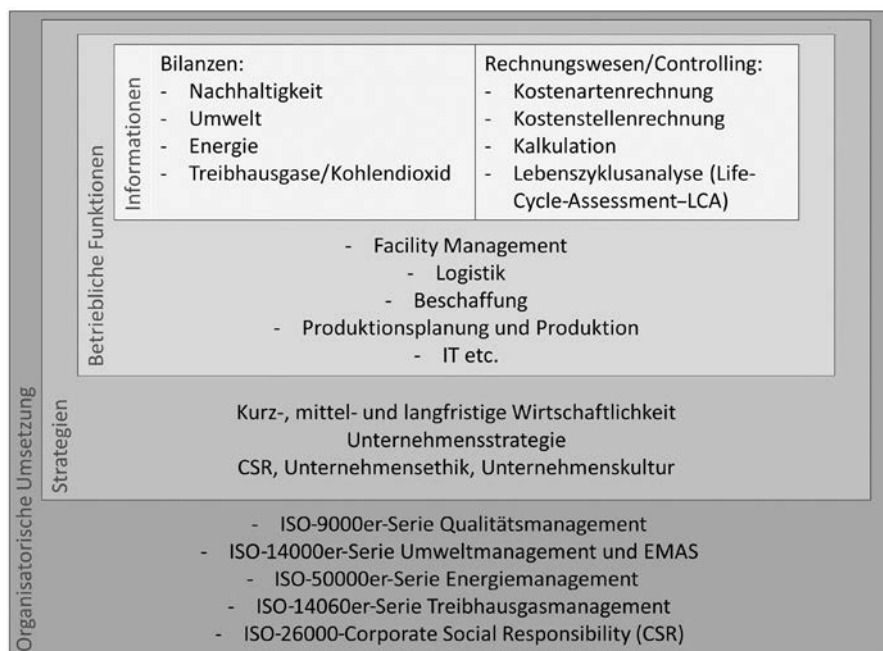 Bilanzen:
- Nachhaltigkeit
- Umwelt
- Energie
- Treibhausgase/Kohlendioxid
Rechnungswesen/Controlling:
- Kostenartenrechnung
- Kostenstellenrechnung
- Kalkulation
- Lebenszyklusanalyse (Life-
Cycle-Assessment–LCA)
Informationen
- Facility Management
- Logistik
- Beschaffung
- Produktionsplanung und Produktion
- IT etc.
Betriebliche Funktionen
Kurz-, mittel- und langfristige Wirtschaftlichkeit
Unternehmensstrategie
CSR, Unternehmensethik, Unternehmenskultur
Strategien
- ISO-9000er-Serie Qualitätsmanagement
- ISO-14000er-Serie Umweltmanagement und EMAS
- ISO-50000er-Serie Energiemanagement
- ISO-14060er-Serie Treibhausgasmanagement
- ISO-26000-Corporate Social Responsibility (CSR)
Organisatorische Umsetzung